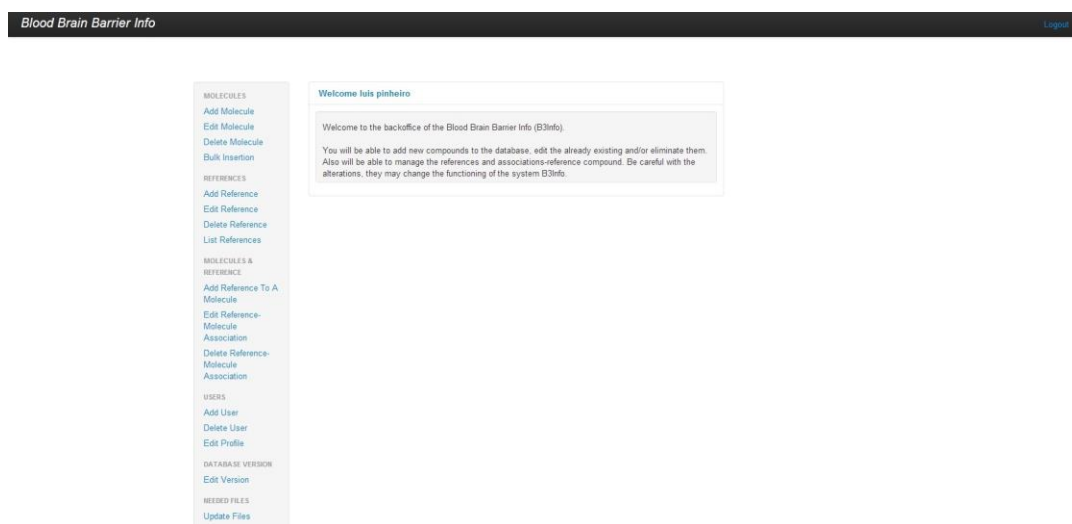 Blood Brain Barrier Info
Logout
MOLECULES
Add Molecule
Edit Molecule
Delete Molecule
Bulk Insertion
REFERENCES
Add Reference
Edit Reference
Delete Reference
List References
MOLECULES &
REFERENCE
Add Reference To A
Molecule
Edit Reference-
Molecule
Association
Delete Reference-
Molecule
Association
USERS
Add User
Delete User
Edit Profile
DATABASE VERSION
Edit Version
NEEDED FILES
Update Files
Welcome luis pinheiro
Welcome to the backoffice of the Blood Brain Barrier Info (B3Info).
You will be able to add new compounds to the database, edit the already existing and/or eliminate them.
Also will be able to manage the references and associations-reference compound. Be careful with the
alterations, they may change the functioning of the system B3Info.